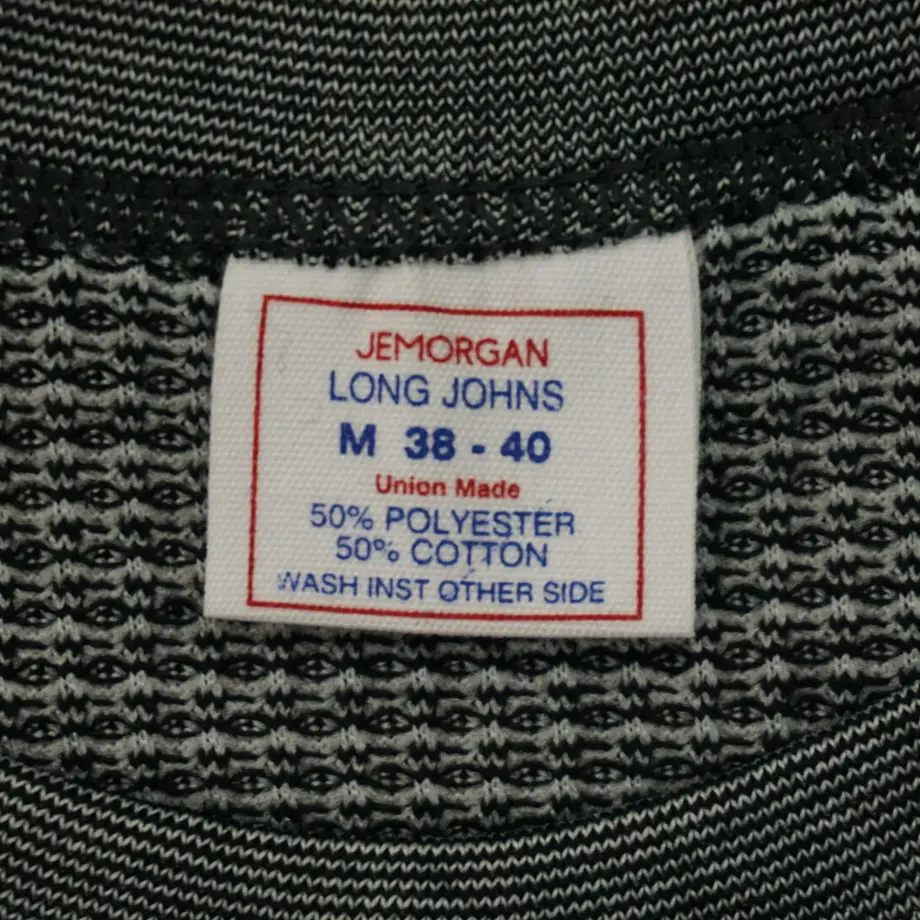 JEMORGAN
LONG JOHNS
M 38 - 40
Union Made
50% POLYESTER
50% COTTON
WASH INST OTHER SIDE